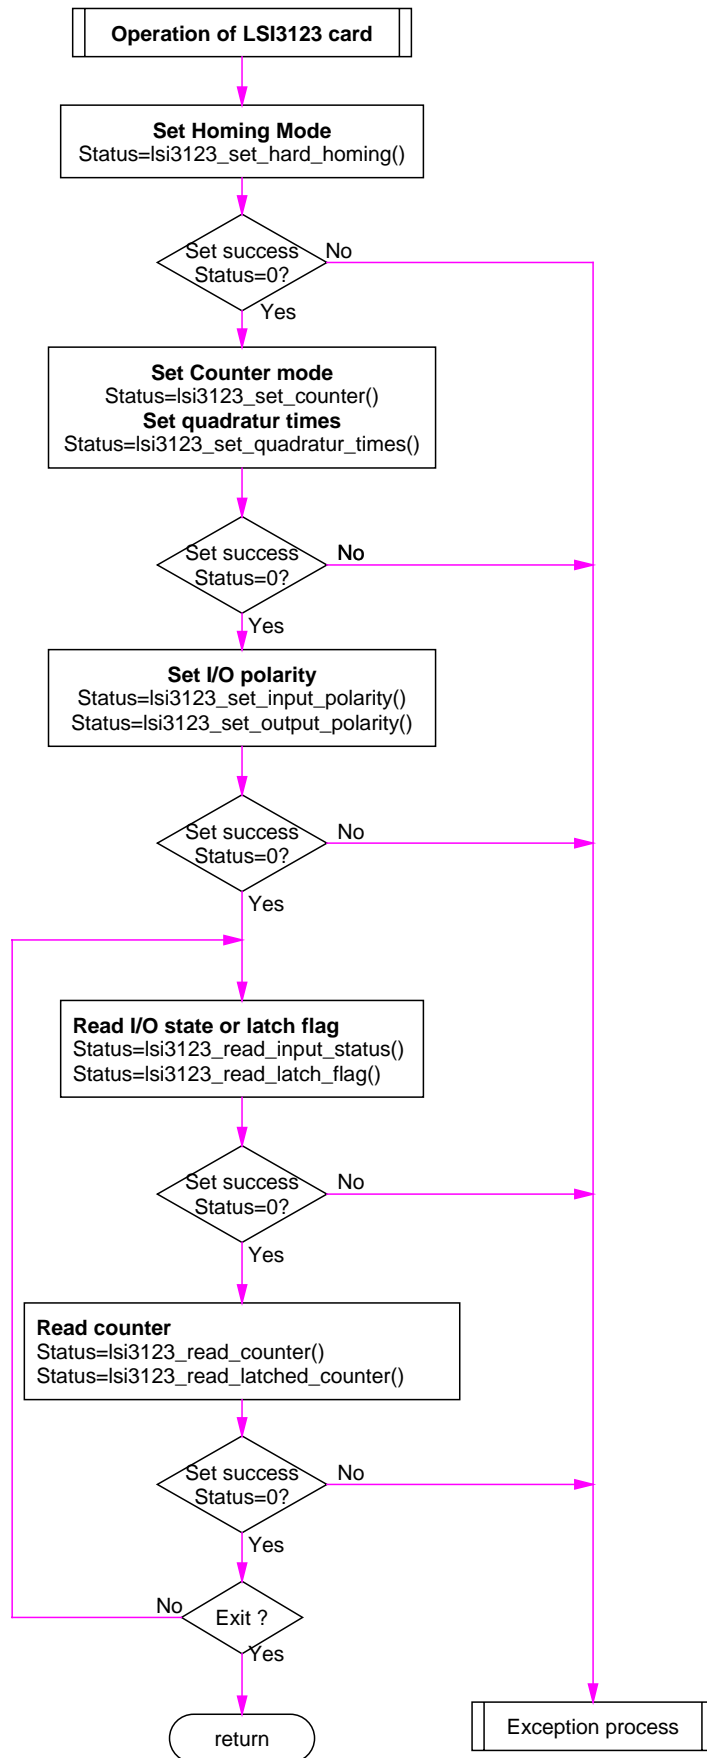 Operation of LSI3123 card
Set Homing Mode
Status=lsi3123_set_hard_homing()
Set success
Status=0?
No
Yes
Set Counter mode
Status=lsi3123_set_counter()
Set quadratur times
Status=lsi3123_set_quadratur_times()
Set success
Status=0?
No
Yes
Set I/O polarity
Status=lsi3123_set_input_polarity()
Status=lsi3123_set_output_polarity()
Set success
Status=0?
No
Yes
Read I/O state or latch flag
Status=lsi3123_read_input_status()
Status=lsi3123_read_latch_flag()
Set success
Status=0?
No
Yes
Read counter
Status=lsi3123_read_counter()
Status=lsi3123_read_latched_counter()
Set success
Status=0?
No
Yes
No
Exit ?
Yes
return
Exception process